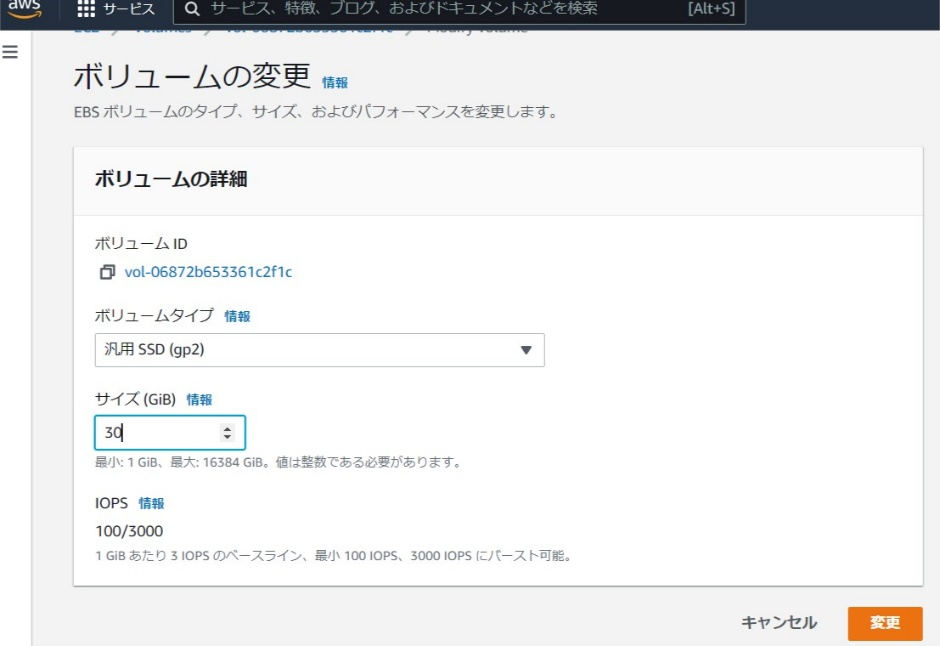 aws サービス サービス、特徴、ブログ、およびドキュメントなどを検索 [Alt+S]
EC2 Volumes vol-06872b653361c2f1c Modify volume
ボリュームの変更 情報
EBS ボリュームのタイプ、サイズ、およびパフォーマンスを変更します。
ボリュームの詳細
ボリューム ID
vol-06872b653361c2f1c
ボリュームタイプ 情報
汎用 SSD (gp2)
サイズ (GiB) 情報
30
最小: 1 GiB、最大: 16384 GiB。値は整数である必要があります。
IOPS 情報
100/3000
1 GiB あたり 3 IOPS のベースライン、最小 100 IOPS、3000 IOPS にバースト可能。
キャンセル 変更